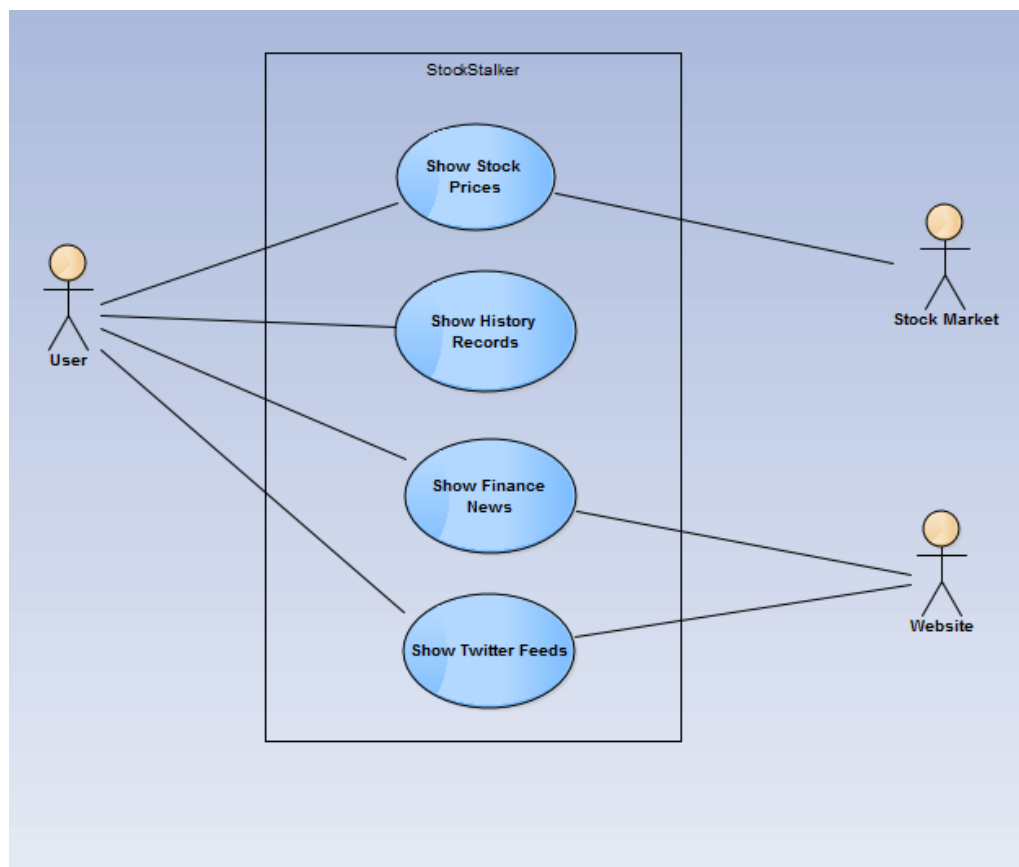 StockStalker
Show Stock
Prices
Show History
Records
User
Stock Market
Show Finance
News
Website
Show Twitter Feeds